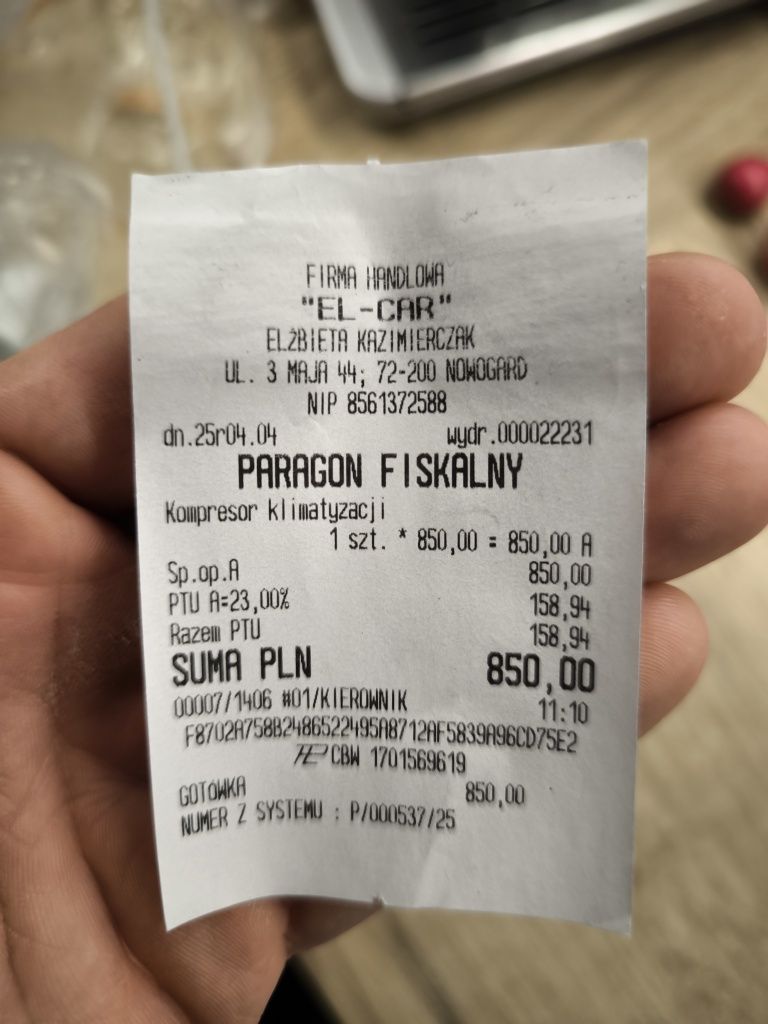 FIRMA HANDLOWA
"EL-CAR"
ELŻBIETA KAZIMIERCZAK
UL. 3 MAJA 44; 72-200 NOWOGARD
NIP 8561372588
dn.25r04.04 wydr.000022231
PARAGON FISKALNY
Kompresor klimatyzacji
1 szt. * 850,00 = 850,00 A
Sp.op.A 850,00
PTU A=23,00% 158,94
Razem PTU 158,94
SUMA PLN 850,00
00007/1406 #01/KIEROWNIK 11:10
F8702A758B2486522495A8712AF5839A96CD75E2
CBW 1701569619
GOTÓWKA 850,00
NUMER Z SYSTEMU : P/000537/25